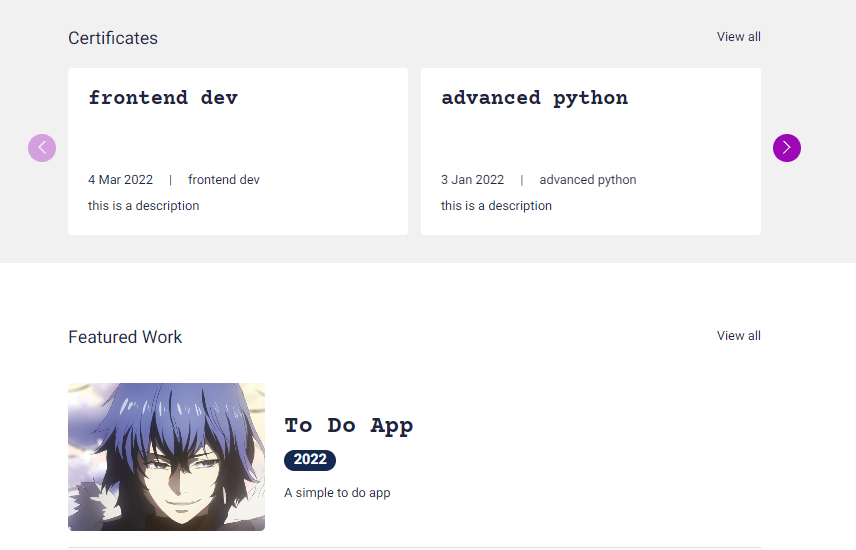 Certificates
View all
frontend dev
4 Mar 2022 | frontend dev
this is a description
advanced python
3 Jan 2022 | advanced python
this is a description
Featured Work
View all
To Do App
2022
A simple to do app